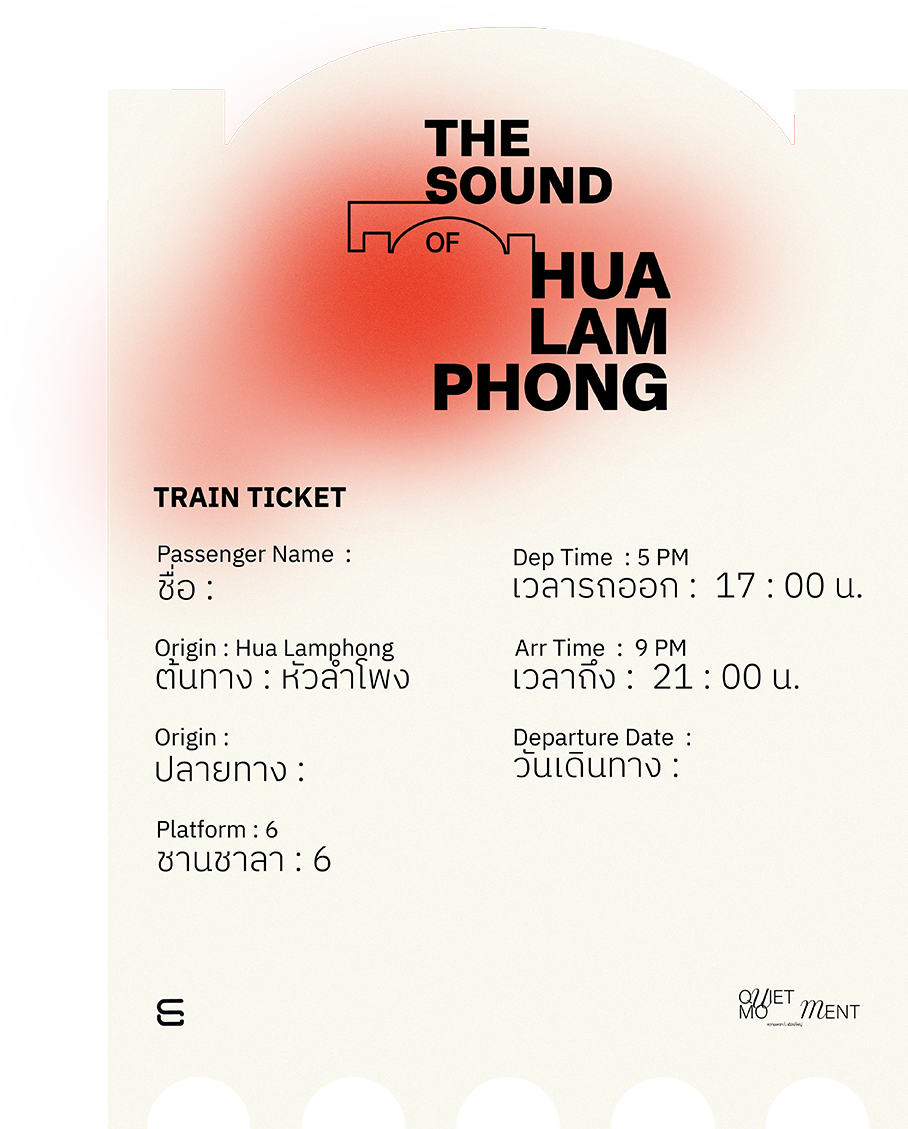 THE
SOUND
OF
HUA
LAM
PHONG
TRAIN TICKET
Passenger Name :
ชื่อ :
Origin : Hua Lamphong
ต้นทาง : หัวลำโพง
Origin :
ปลายทาง :
Platform : 6
ชานชาลา : 6
Dep Time : 5 PM
เวลารถออก : 17 : 00 น.
Arr Time : 9 PM
เวลาถึง : 21 : 00 น.
Departure Date :
วันเดินทาง :
QUIET
MOMENT